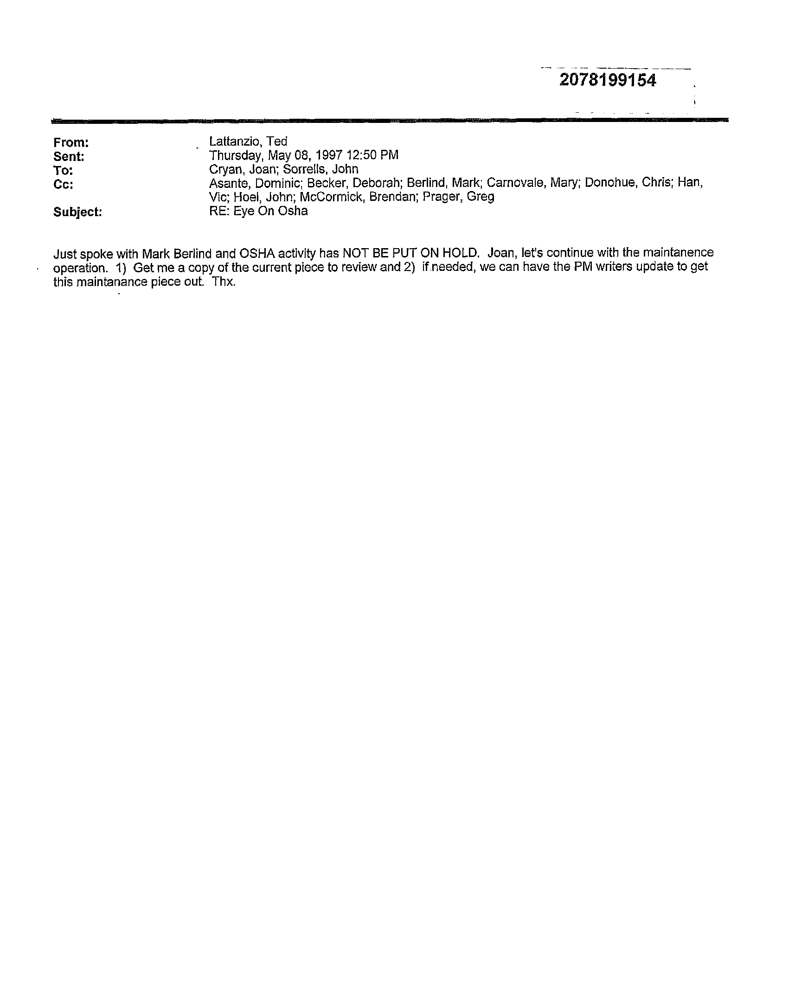 2078199154
From: Lattanzio, Ted
Sent: Thursday, May 08, 1997 12:50 PM
To: Cryan, Joan; Sorrells, John
Cc: Asante, Dominic; Becker, Deborah; Berlind, Mark; Carnovale, Mary; Donohue, Chris; Han,
Vic; Hoel, John; McCormick, Brendan; Prager, Greg
Subject: RE: Eye On Osha
Just spoke with Mark Berlind and OSHA activity has NOT BE PUT ON HOLD. Joan, let's continue with the maintanence
operation. 1) Get me a copy of the current piece to review and 2) if needed, we can have the PM writers update to get
this maintanance piece out. Thx.